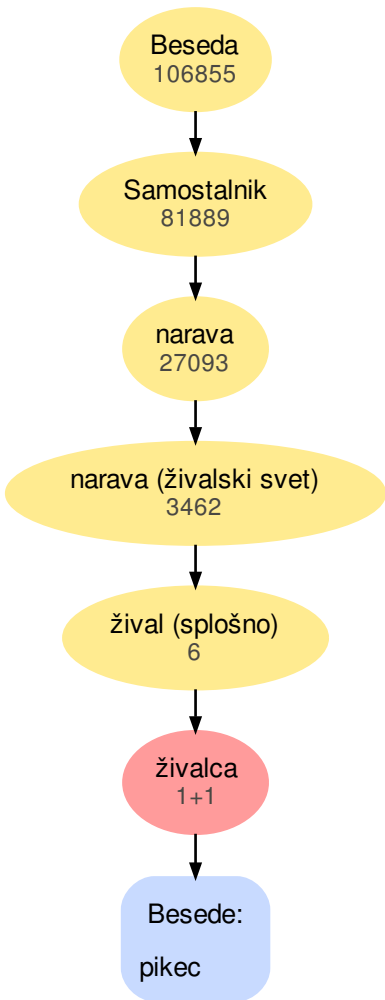 Beseda
106855
Samostalnik
81889
narava
27093
narava (živalski svet)
3462
žival (splošno)
6
živalca
1+1
Besede:
pikec